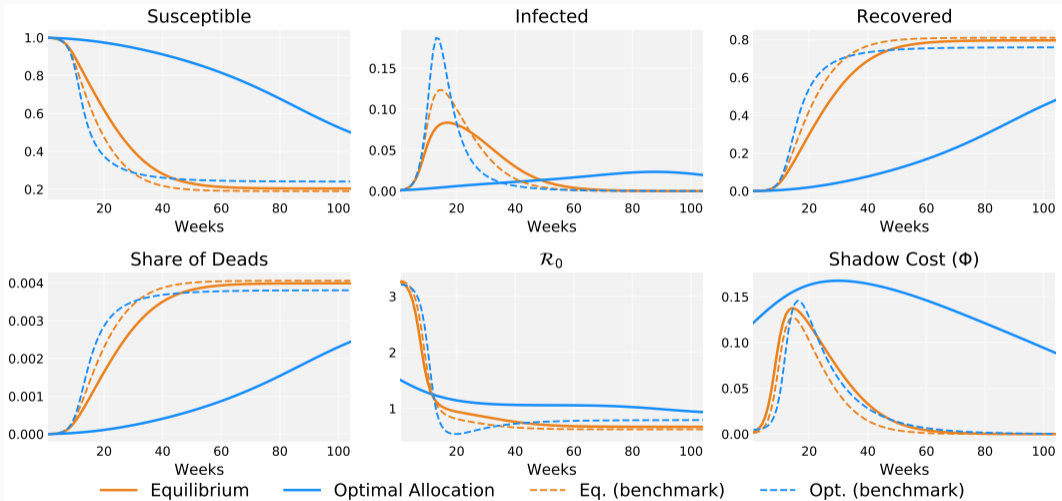 Susceptible
Infected
Recovered
1.0
0.8
0.6
0.4
0.2
0.15
0.10
0.05
0.00
0.8
0.6
0.4
0.2
0.0
20 40 60 80 100
20 40 60 80 100
20 40 60 80 100
Weeks
Weeks
Weeks
Share of Deads
ℛ₀
Shadow Cost (Φ)
0.004
0.003
0.002
0.001
0.000
3
2
1
0.15
0.10
0.05
0.00
20 40 60 80 100
20 40 60 80 100
20 40 60 80 100
Weeks
Weeks
Weeks
Equilibrium
Optimal Allocation
Eq. (benchmark)
Opt. (benchmark)